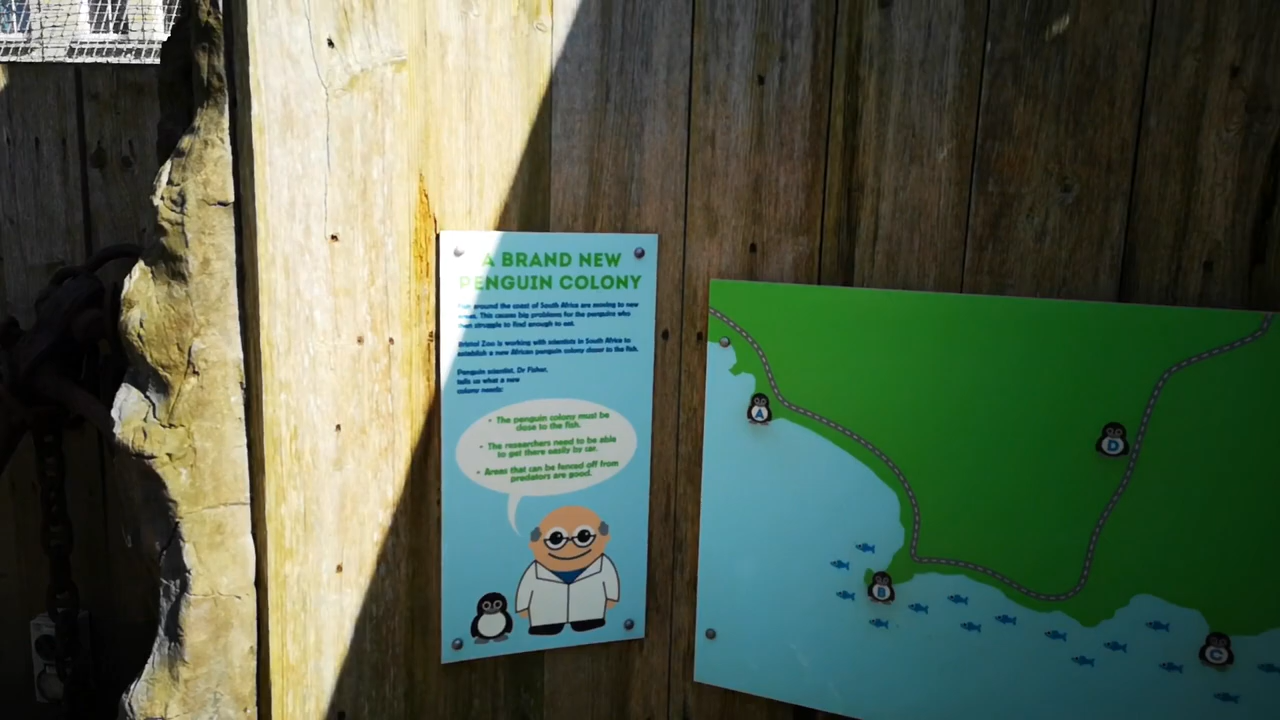 A BRAND NEW
PENGUIN COLONY
around the coast of South Africa are moving to new
areas. This causes big problems for the penguins who
then struggle to find enough to eat.
Bristol Zoo is working with scientists in South Africa to
establish a new African penguin colony closer to the fish.
Penguin scientist, Dr Fisher,
tells us what a new
colony needs:
• The penguin colony must be
close to the fish.
• The researchers need to be able
to get there easily by car.
• Areas that can be fenced off from
predators are good.
A
D
B
C